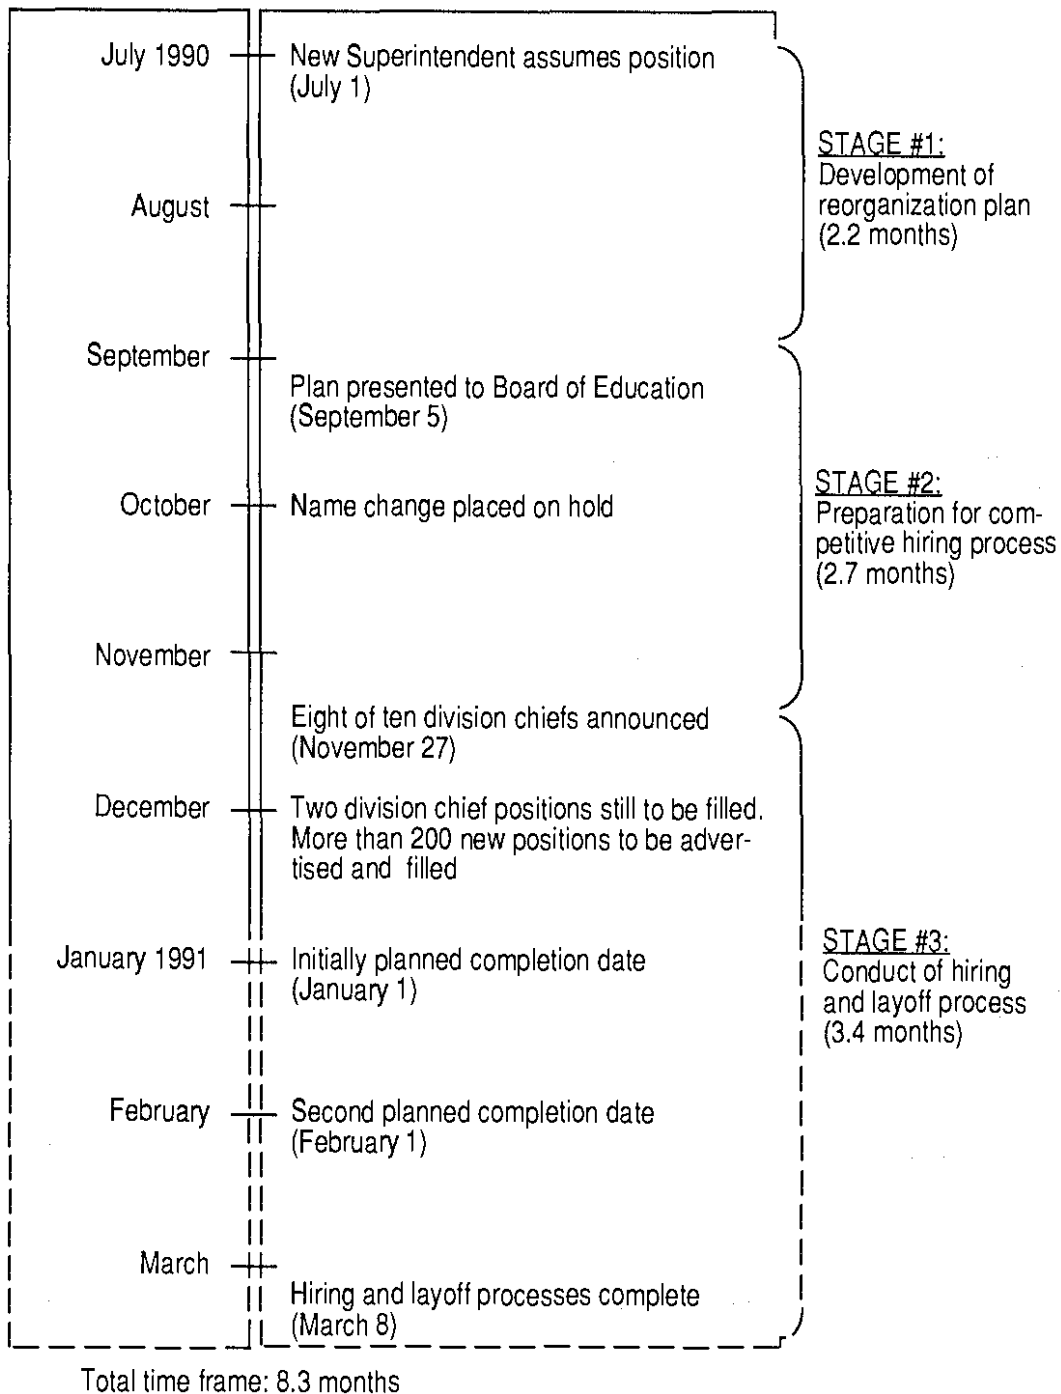 July 1990
New Superintendent assumes position
(July 1)
STAGE #1:
Development of
reorganization plan
(2.2 months)
August
September
Plan presented to Board of Education
(September 5)
October
Name change placed on hold
STAGE #2:
Preparation for com-
petitive hiring process
(2.7 months)
November
Eight of ten division chiefs announced
(November 27)
December
Two division chief positions still to be filled.
More than 200 new positions to be adver-
tised and filled
January 1991
Initially planned completion date
(January 1)
STAGE #3:
Conduct of hiring
and layoff process
(3.4 months)
February
Second planned completion date
(February 1)
March
Hiring and layoff processes complete
(March 8)
Total time frame: 8.3 months